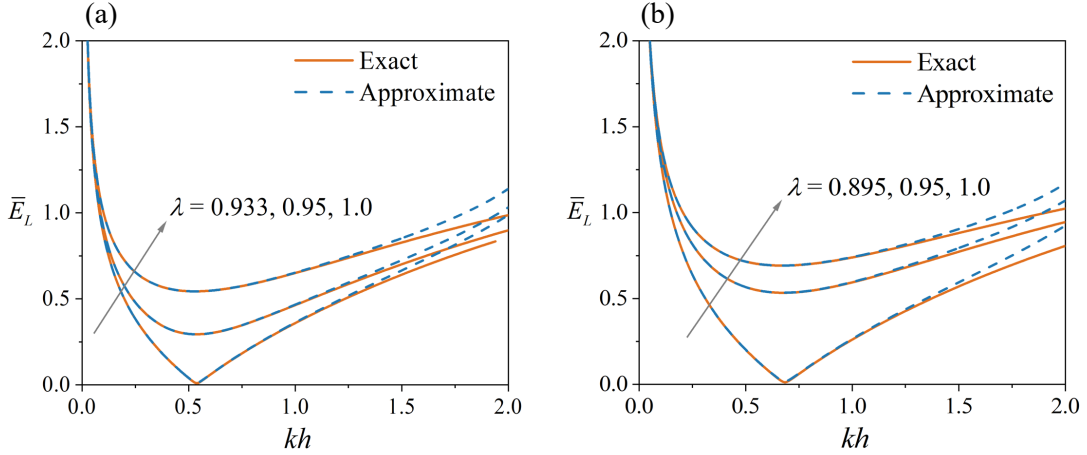 (a)
2.0
1.5
1.0
0.5
0.0
E̅_L
Exact
Approximate
λ = 0.933, 0.95, 1.0
0.0 0.5 1.0 1.5 2.0
kh
(b)
2.0
1.5
1.0
0.5
0.0
E̅_L
Exact
Approximate
λ = 0.895, 0.95, 1.0
0.0 0.5 1.0 1.5 2.0
kh